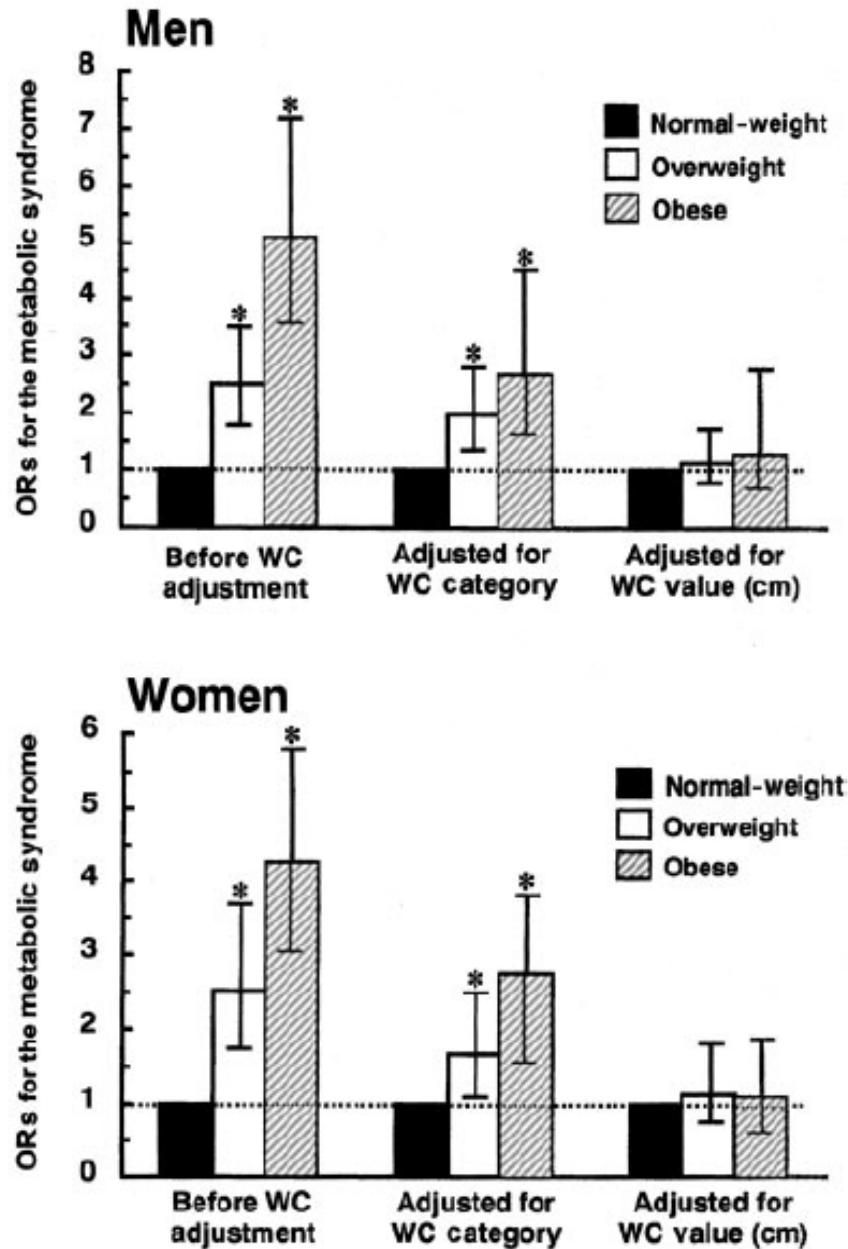 Men
ORs for the metabolic syndrome
8
7
6
5
4
3
2
1
0
*
*
*
*
Normal-weight
Overweight
Obese
Before WC
adjustment
Adjusted for
WC category
Adjusted for
WC value (cm)
Women
ORs for the metabolic syndrome
6
5
4
3
2
1
0
*
*
*
*
Normal-weight
Overweight
Obese
Before WC
adjustment
Adjusted for
WC category
Adjusted for
WC value (cm)